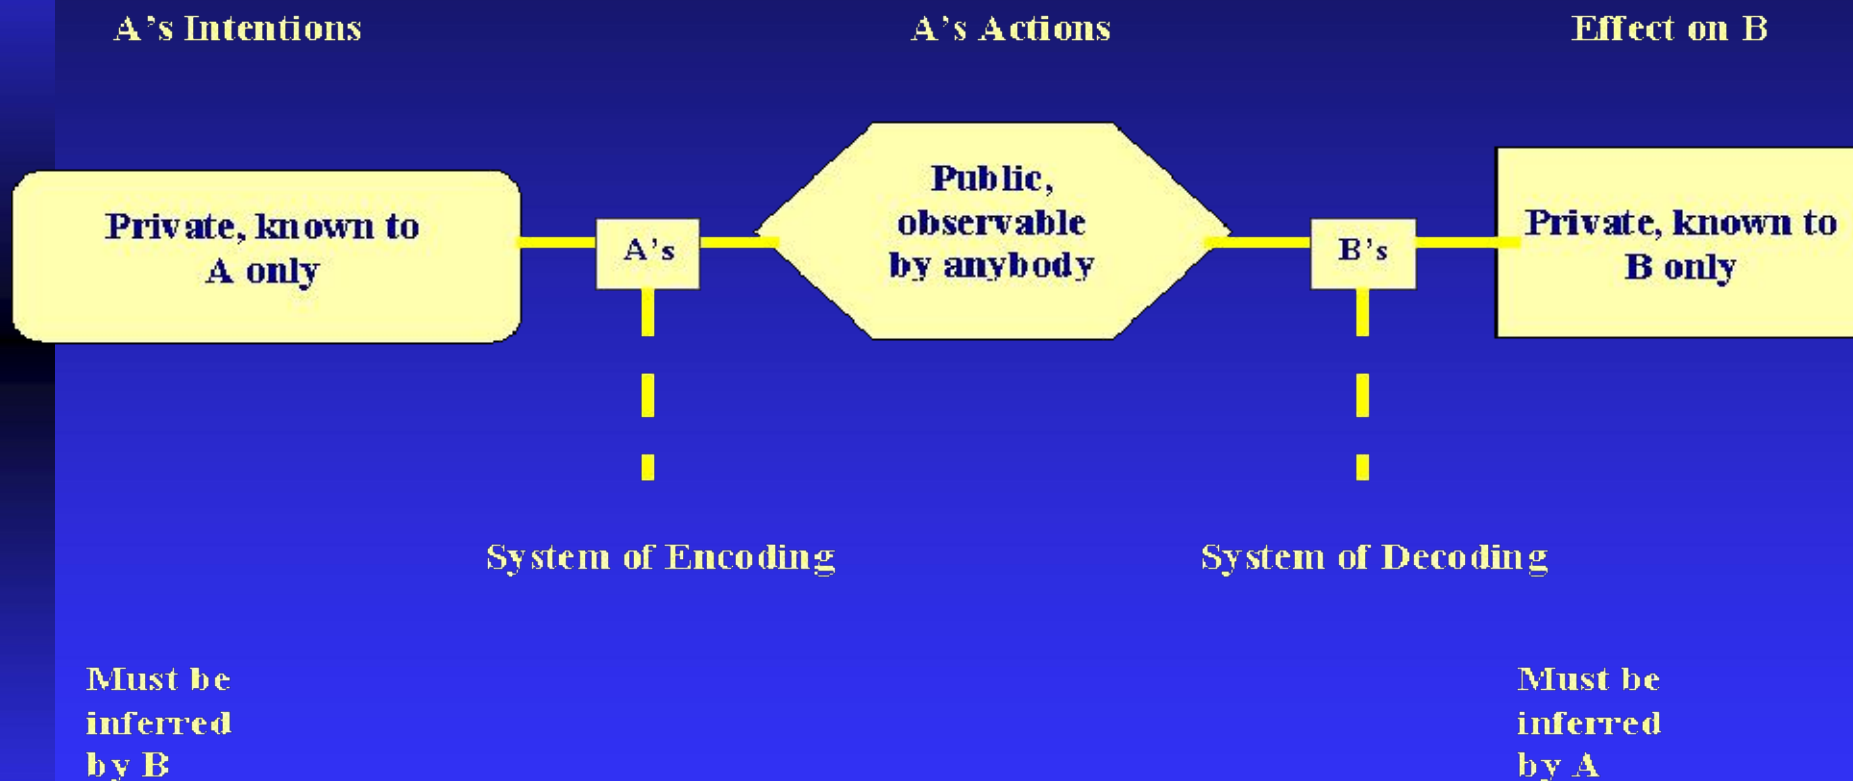 A's Intentions
A's Actions
Effect on B
Private, known to
A only
A's
Public,
observable
by anybody
B's
Private, known to
B only
System of Encoding
System of Decoding
Must be
inferred
by B
Must be
inferred
by A